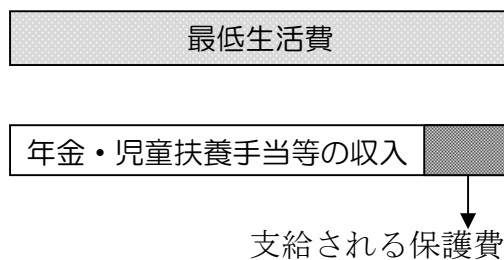 最低生活費
年金・児童扶養手当等の収入
支給される保護費